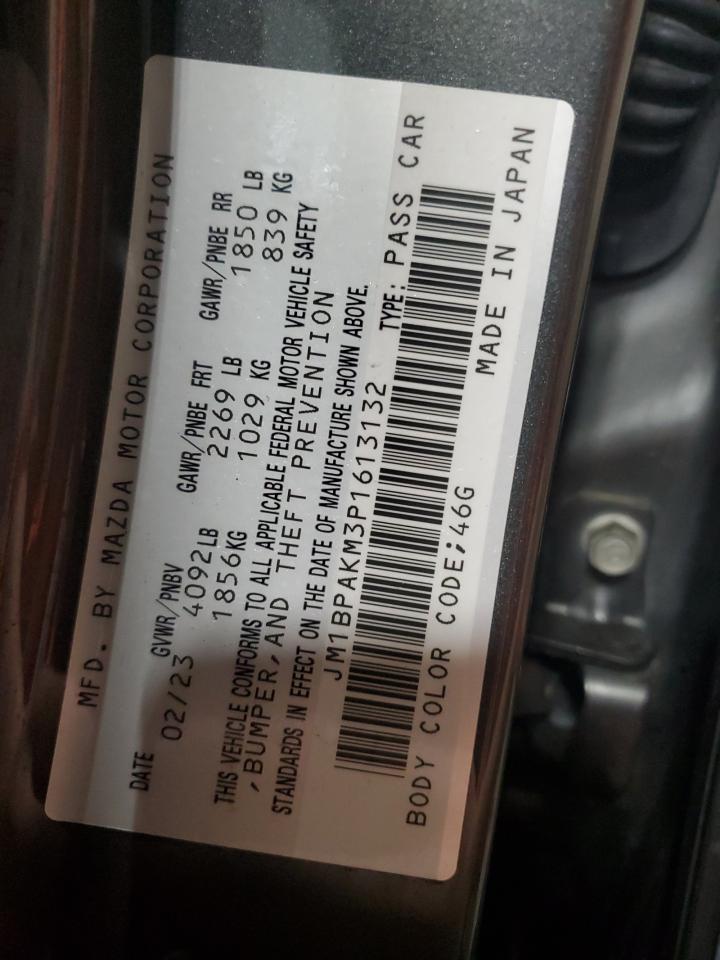 MFD. BY MAZDA MOTOR CORPORATION
DATE GVWR/PNBV GAWR/PNBE FRT GAWR/PNBE RR
02/23 4092LB 2269 LB 1850 LB
1856KG 1029 KG 839 KG
THIS VEHICLE CONFORMS TO ALL APPLICABLE FEDERAL MOTOR VEHICLE SAFETY
,BUMPER,AND THEFT PREVENTION
STANDARDS IN EFFECT ON THE DATE OF MANUFACTURE SHOWN ABOVE.
JM1BPAKM3P1613132 TYPE: PASS CAR
BODY COLOR CODE;46G MADE IN JAPAN